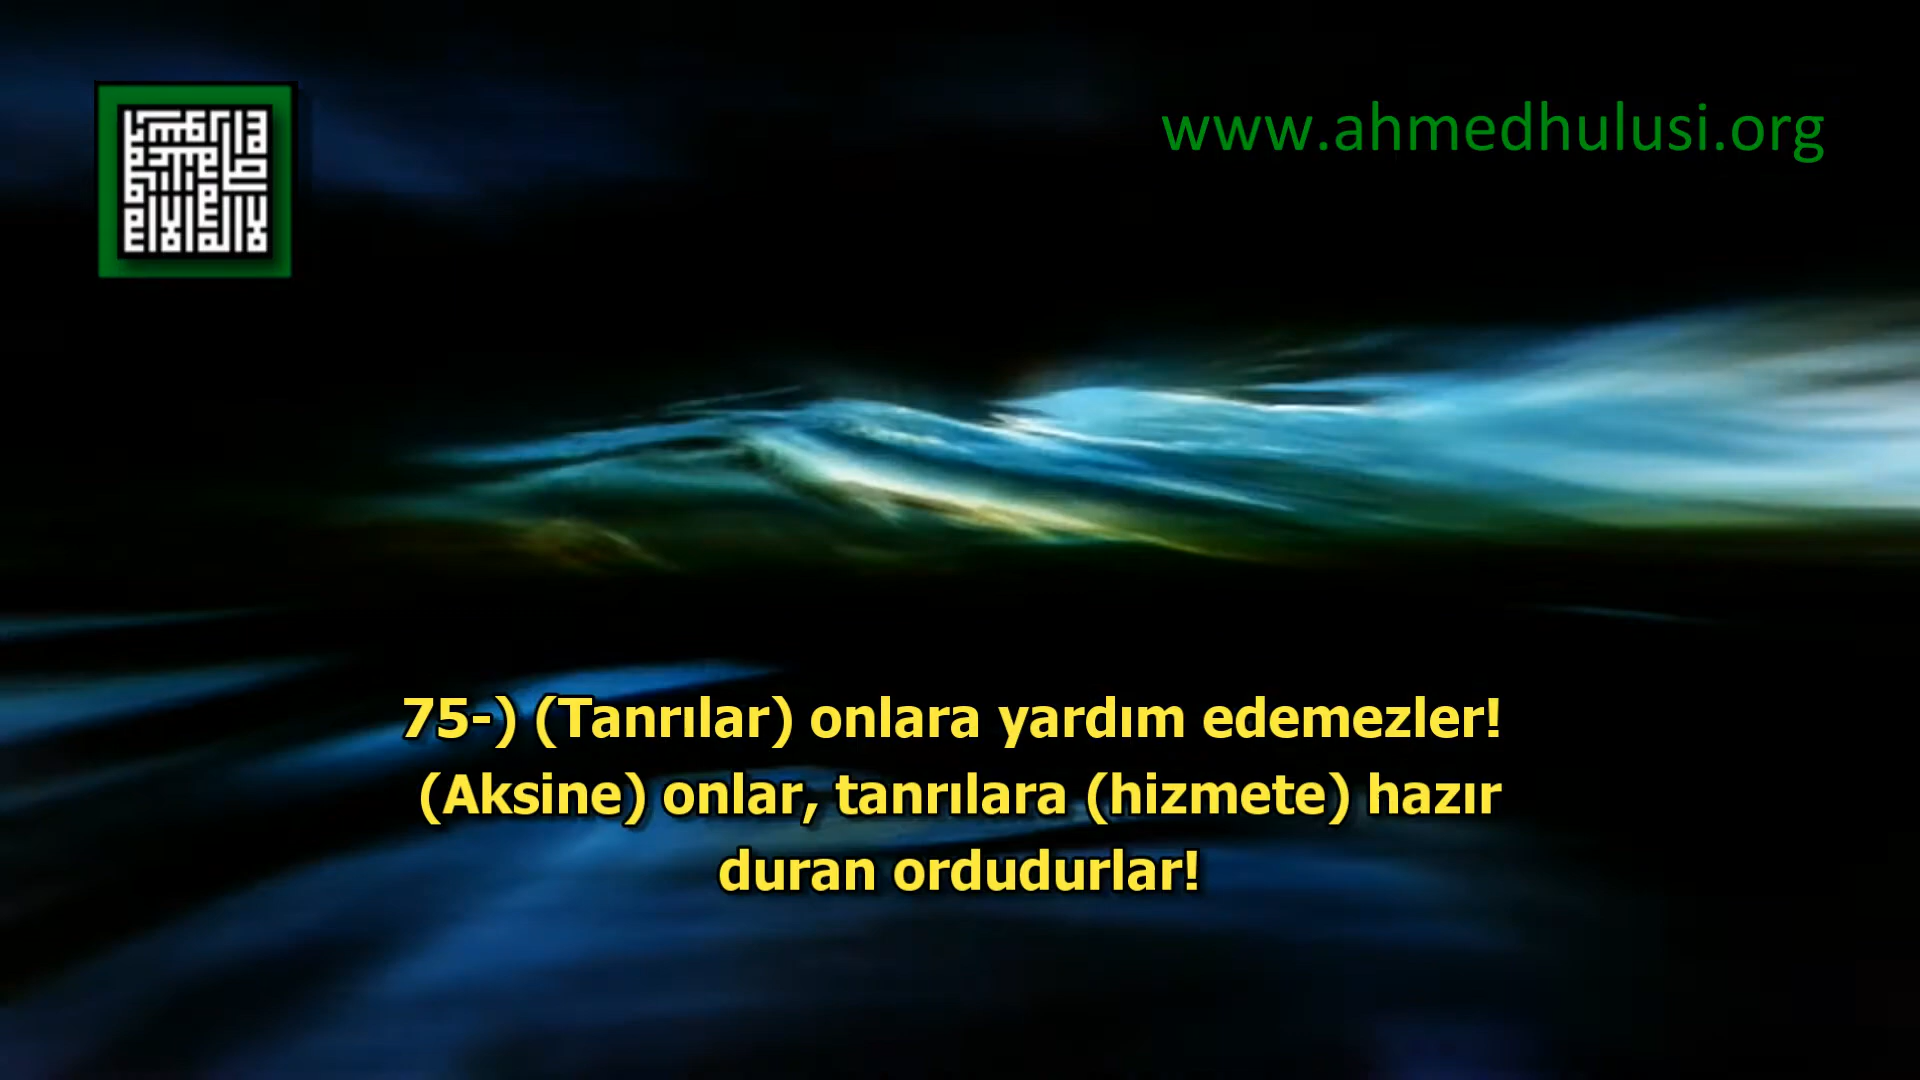 www.ahmedhulusi.org
75-) (Tanrılar) onlara yardım edemezler!
(Aksine) onlar, tanrılara (hizmete) hazır
duran ordudurlar!